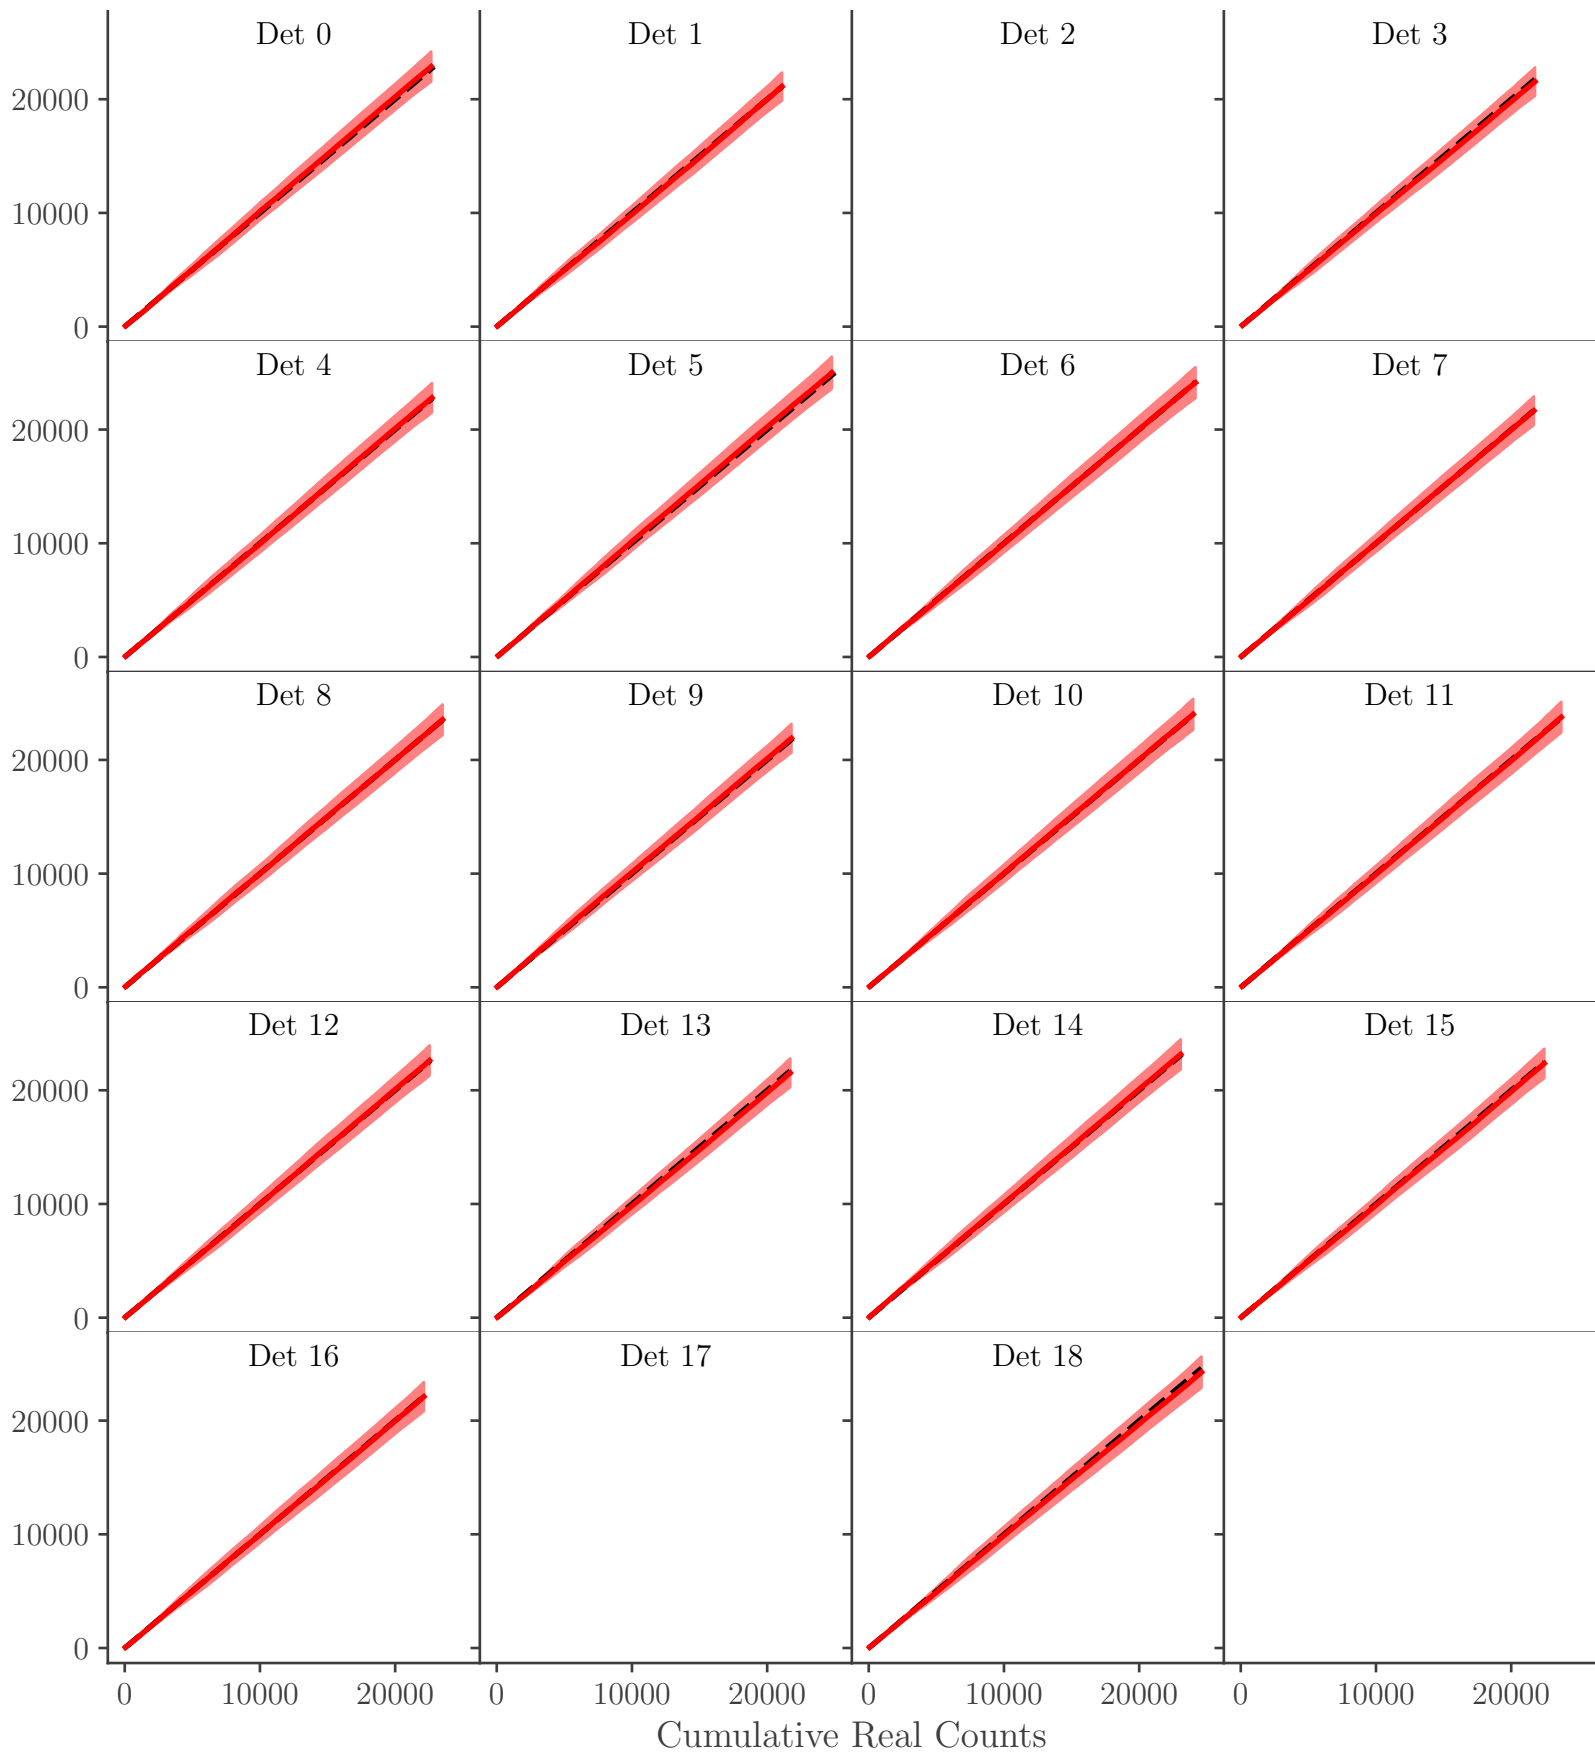 Det 0 Det 1 Det 2 Det 3
20000
10000
0
Det 4 Det 5 Det 6 Det 7
20000
10000
0
Det 8 Det 9 Det 10 Det 11
20000
10000
0
Det 12 Det 13 Det 14 Det 15
20000
10000
0
Det 16 Det 17 Det 18
20000
10000
0
0 10000 20000 0 10000 20000 0 10000 20000 0 10000 20000
Cumulative Real Counts